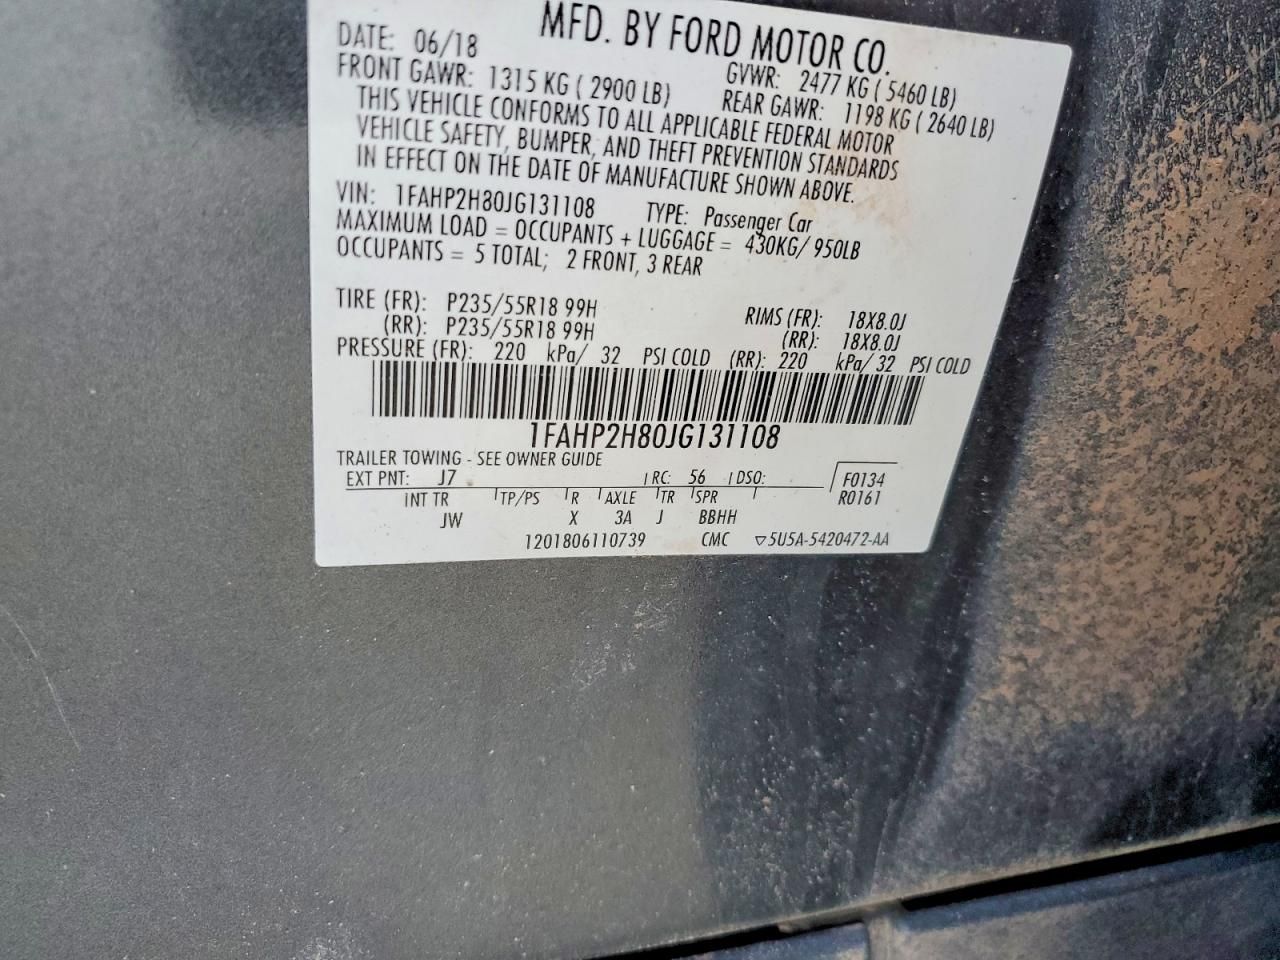 MFD. BY FORD MOTOR CO.
DATE: 06/18 GVWR: 2477 KG ( 5460 LB)
FRONT GAWR: 1315 KG ( 2900 LB) REAR GAWR: 1198 KG ( 2640 LB)
THIS VEHICLE CONFORMS TO ALL APPLICABLE FEDERAL MOTOR
VEHICLE SAFETY, BUMPER, AND THEFT PREVENTION STANDARDS
IN EFFECT ON THE DATE OF MANUFACTURE SHOWN ABOVE.
VIN: 1FAHP2H80JG131108 TYPE: Passenger Car
MAXIMUM LOAD = OCCUPANTS + LUGGAGE = 430KG/ 950LB
OCCUPANTS = 5 TOTAL; 2 FRONT, 3 REAR
TIRE (FR): P235/55R18 99H RIMS (FR): 18X8.0J
(RR): P235/55R18 99H (RR): 18X8.0J
PRESSURE (FR): 220 kPa/ 32 PSI COLD (RR): 220 kPa/ 32 PSI COLD
1FAHP2H80JG131108
TRAILER TOWING - SEE OWNER GUIDE
EXT PNT: J7 RC: 56 DSO: F0134
INT TR TP/PS R AXLE TR SPR R0161
JW X 3A J BBHH
1201806110739 CMC ▽5U5A-5420472-AA